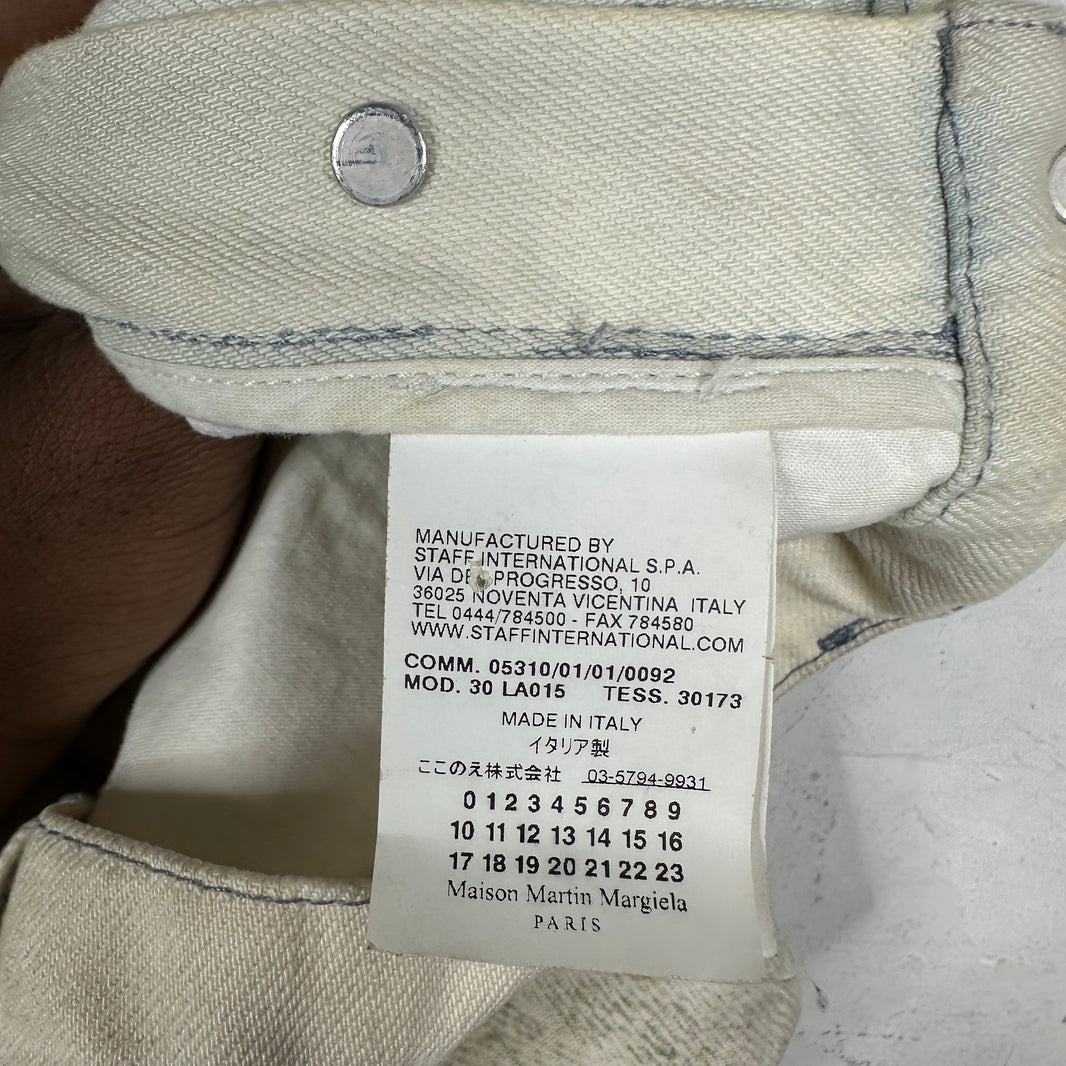 MANUFACTURED BY
STAFF INTERNATIONAL S.P.A.
VIA DEL PROGRESSO, 10
36025 NOVENTA VICENTINA ITALY
TEL 0444/784500 - FAX 784580
WWW.STAFFINTERNATIONAL.COM
COMM. 05310/01/01/0092
MOD. 30 LA015 TESS. 30173
MADE IN ITALY
イタリア製
ここのえ株式会社 03-5794-9931
0 1 2 3 4 5 6 7 8 9
10 11 12 13 14 15 16
17 18 19 20 21 22 23
Maison Martin Margiela
PARIS